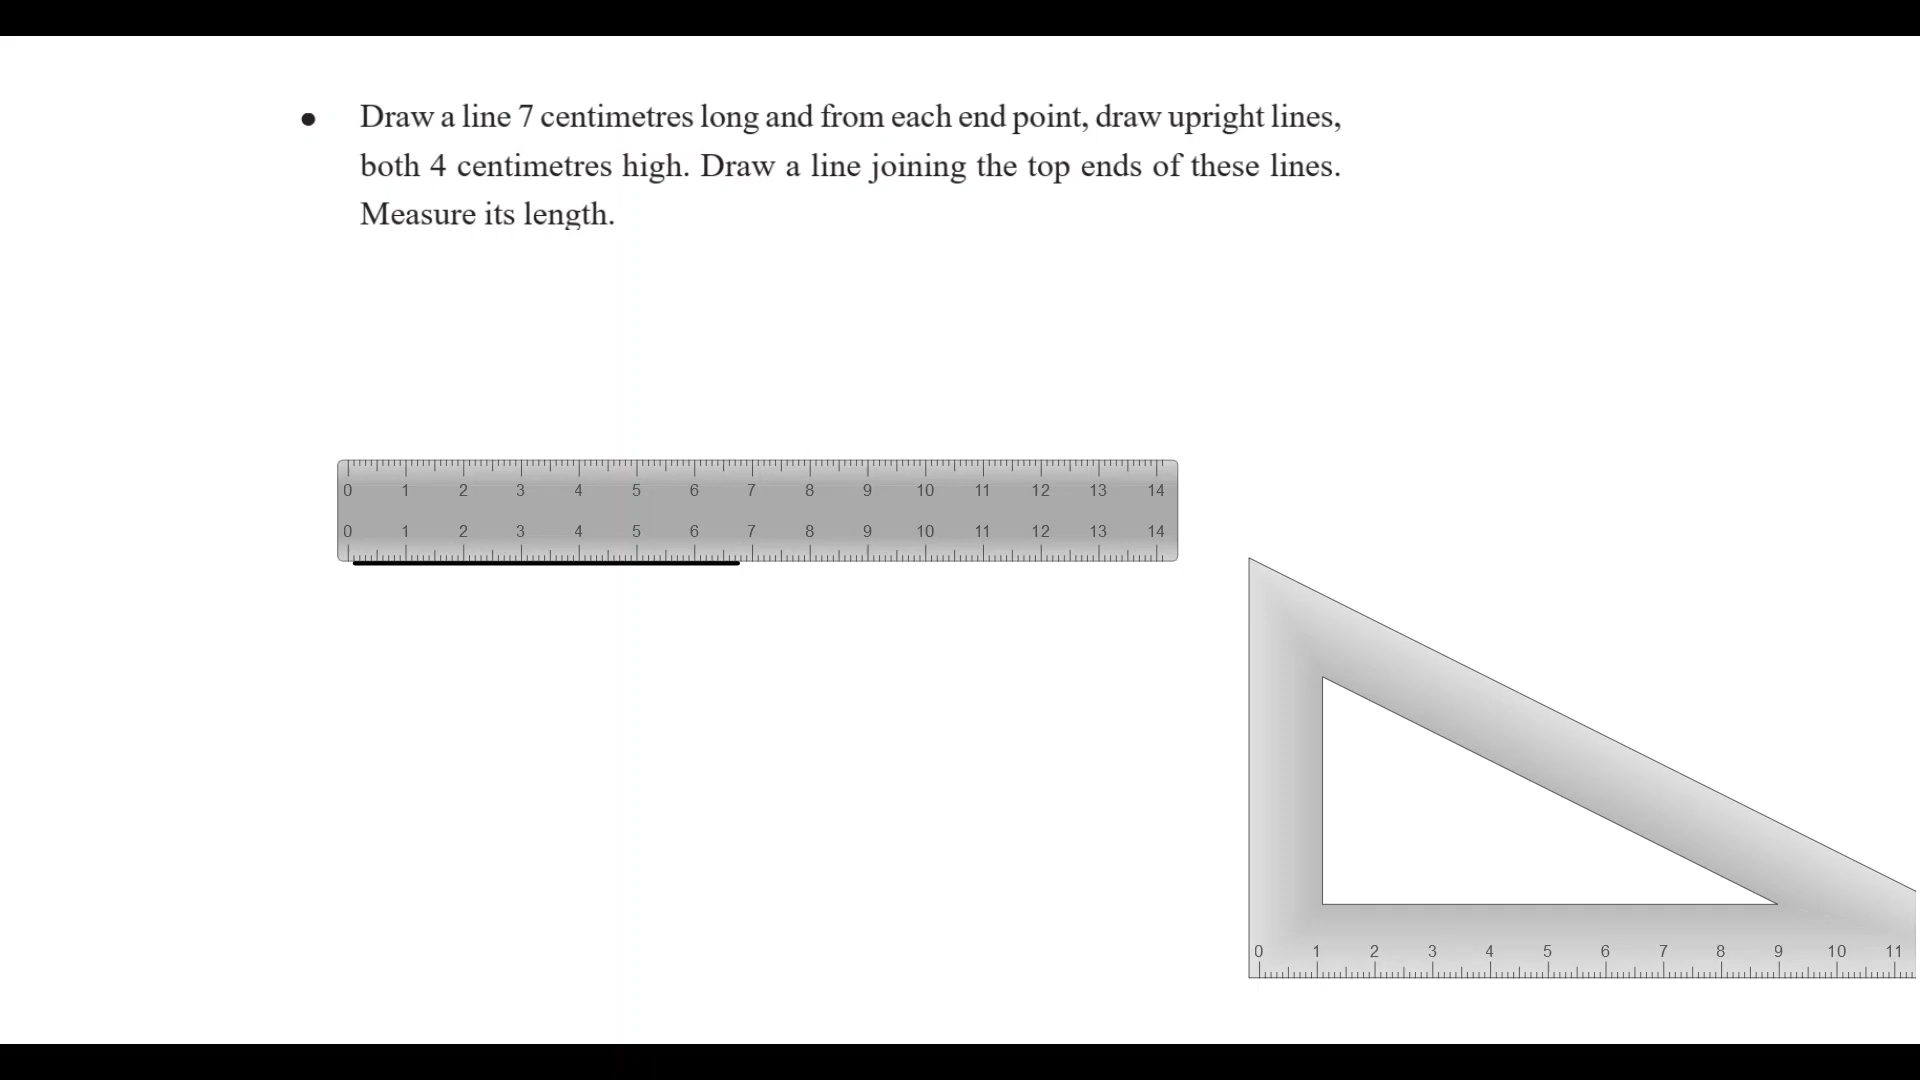 ● Draw a line 7 centimetres long and from each end point, draw upright lines,
both 4 centimetres high. Draw a line joining the top ends of these lines.
Measure its length.
0 1 2 3 4 5 6 7 8 9 10 11 12 13 14
0 1 2 3 4 5 6 7 8 9 10 11 12 13 14
0 1 2 3 4 5 6 7 8 9 10 11